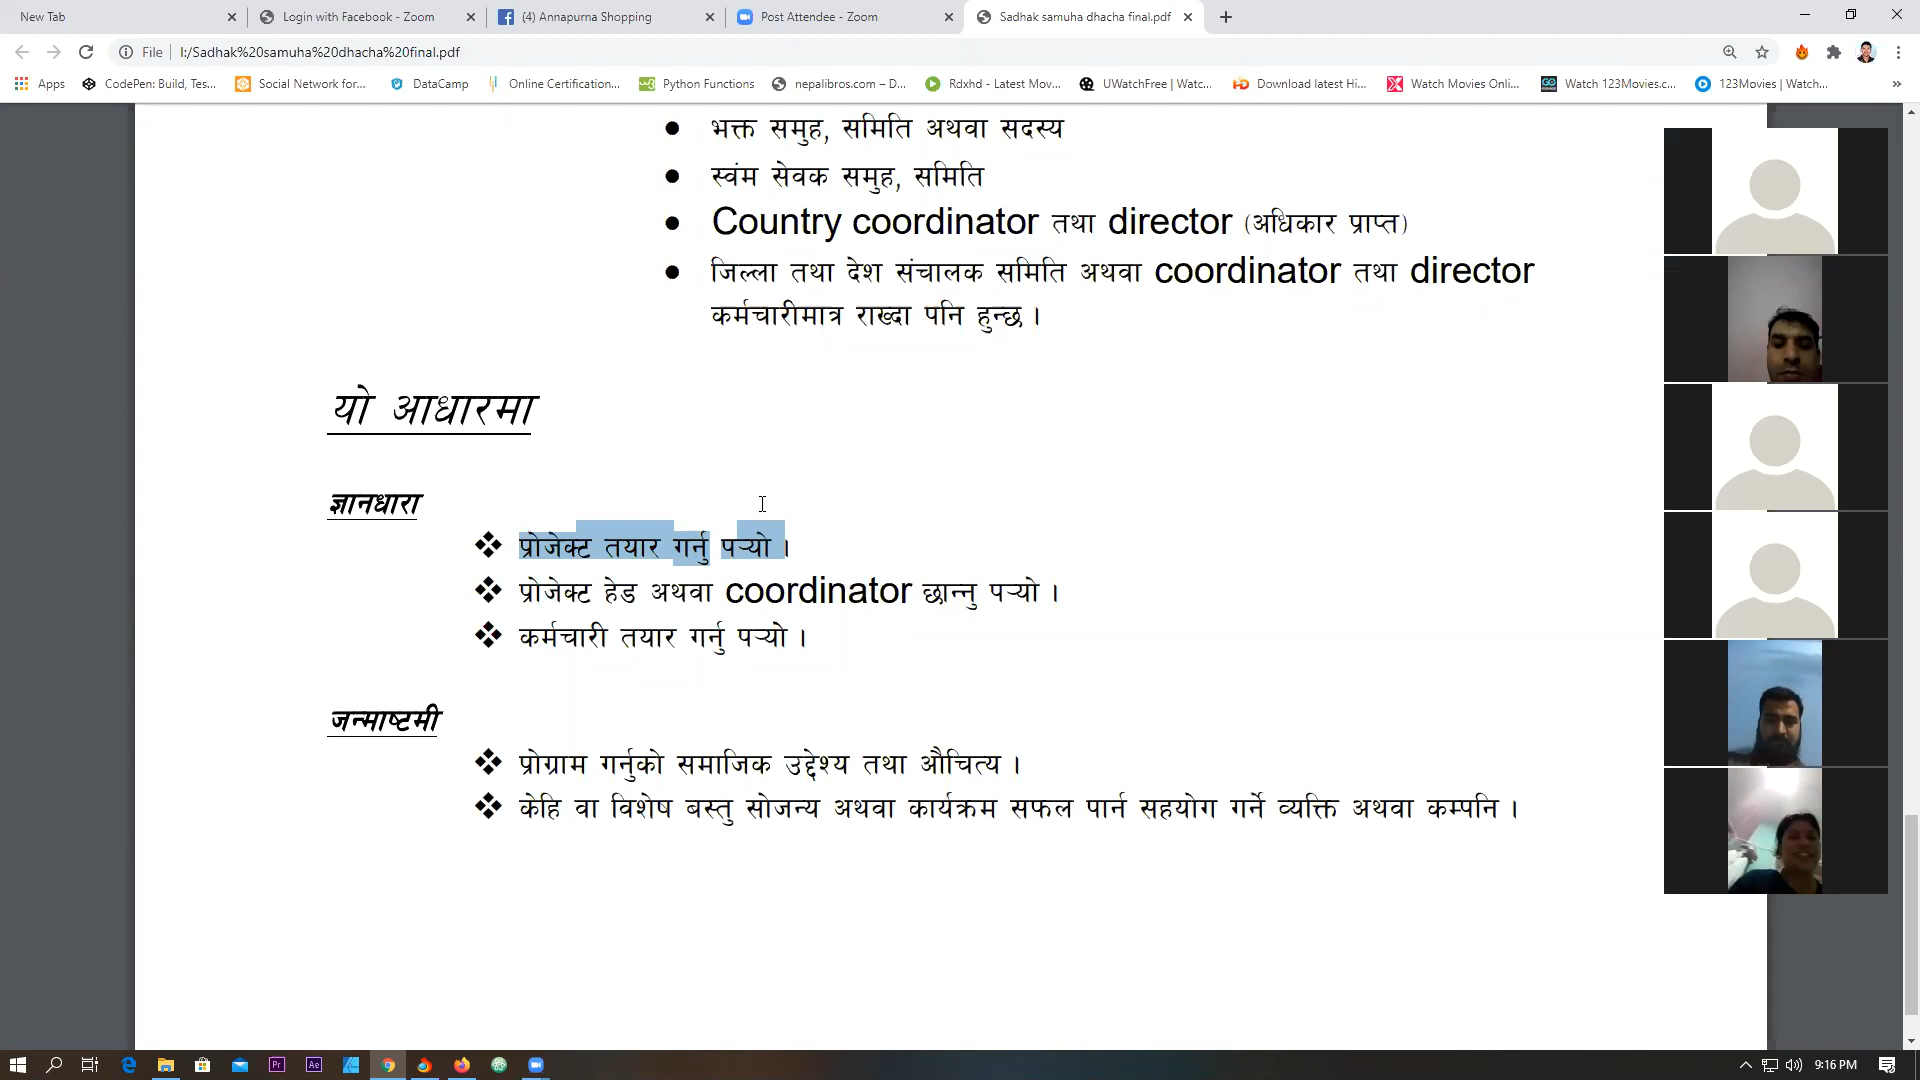 New Tab
Login with Facebook - Zoom
(4) Annapurna Shopping
Post Attendee - Zoom
Sadhak samuha dhacha final.pdf
File | I:/Sadhak%20samuha%20dhacha%20final.pdf
Apps
CodePen: Build, Tes...
Social Network for...
DataCamp
Online Certification...
Python Functions
nepalibros.com – D...
Rdxhd - Latest Mov...
UWatchFree | Watc...
Download latest Hi...
Watch Movies Onli...
Watch 123Movies.c...
123Movies | Watch...
भक्त समुह, समिति अथवा सदस्य
स्वंम सेवक समुह, समिति
Country coordinator तथा director (अधिकार प्राप्त)
जिल्ला तथा देश संचालक समिति अथवा coordinator तथा director
कर्मचारीमात्र राख्दा पनि हुन्छ ।
यो आधारमा
ज्ञानधारा
प्रोजेक्ट तयार गर्नु पर्‍यो ।
प्रोजेक्ट हेड अथवा coordinator छान्नु पर्‍यो ।
कर्मचारी तयार गर्नु पर्‍यो ।
जन्माष्टमी
प्रोग्राम गर्नुको समाजिक उद्देश्य तथा औचित्य ।
केहि वा विशेष बस्तु सोजन्य अथवा कार्यक्रम सफल पार्न सहयोग गर्ने व्यक्ति अथवा कम्पनि ।
Pr
Ae
9:16 PM